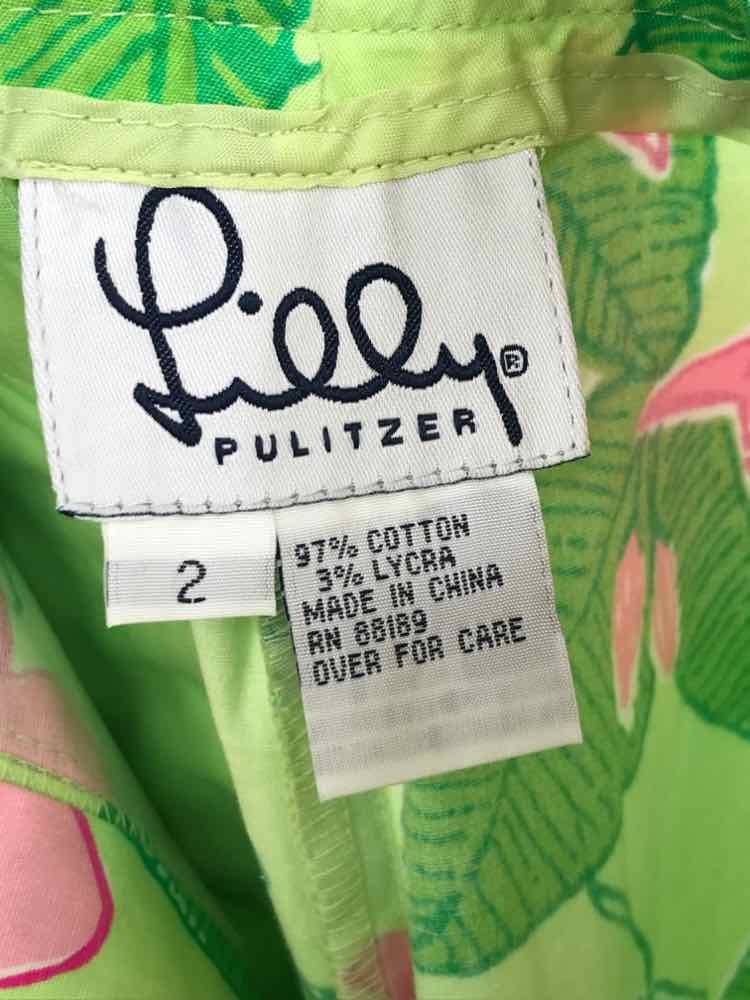 Lilly®
PULITZER
2
97% COTTON
3% LYCRA
MADE IN CHINA
RN 88189
OVER FOR CARE